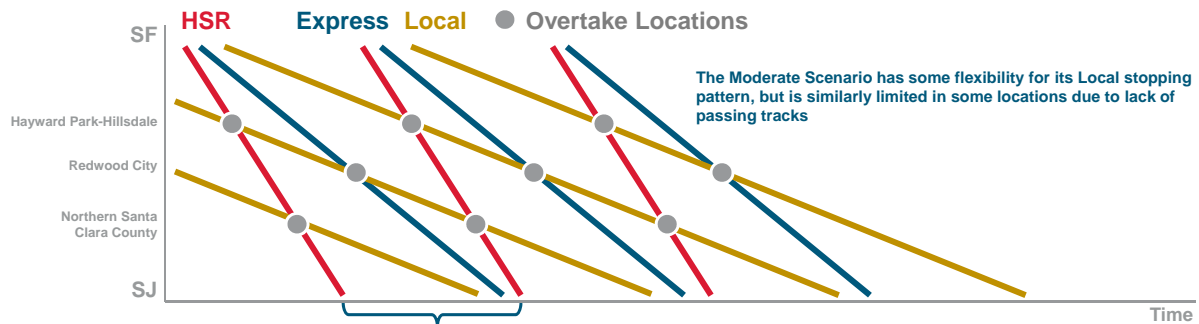 HSR Express Local Overtake Locations
SF
The Moderate Scenario has some flexibility for its Local stopping
pattern, but is similarly limited in some locations due to lack of
passing tracks
Hayward Park-Hillsdale
Redwood City
Northern Santa
Clara County
SJ
Time